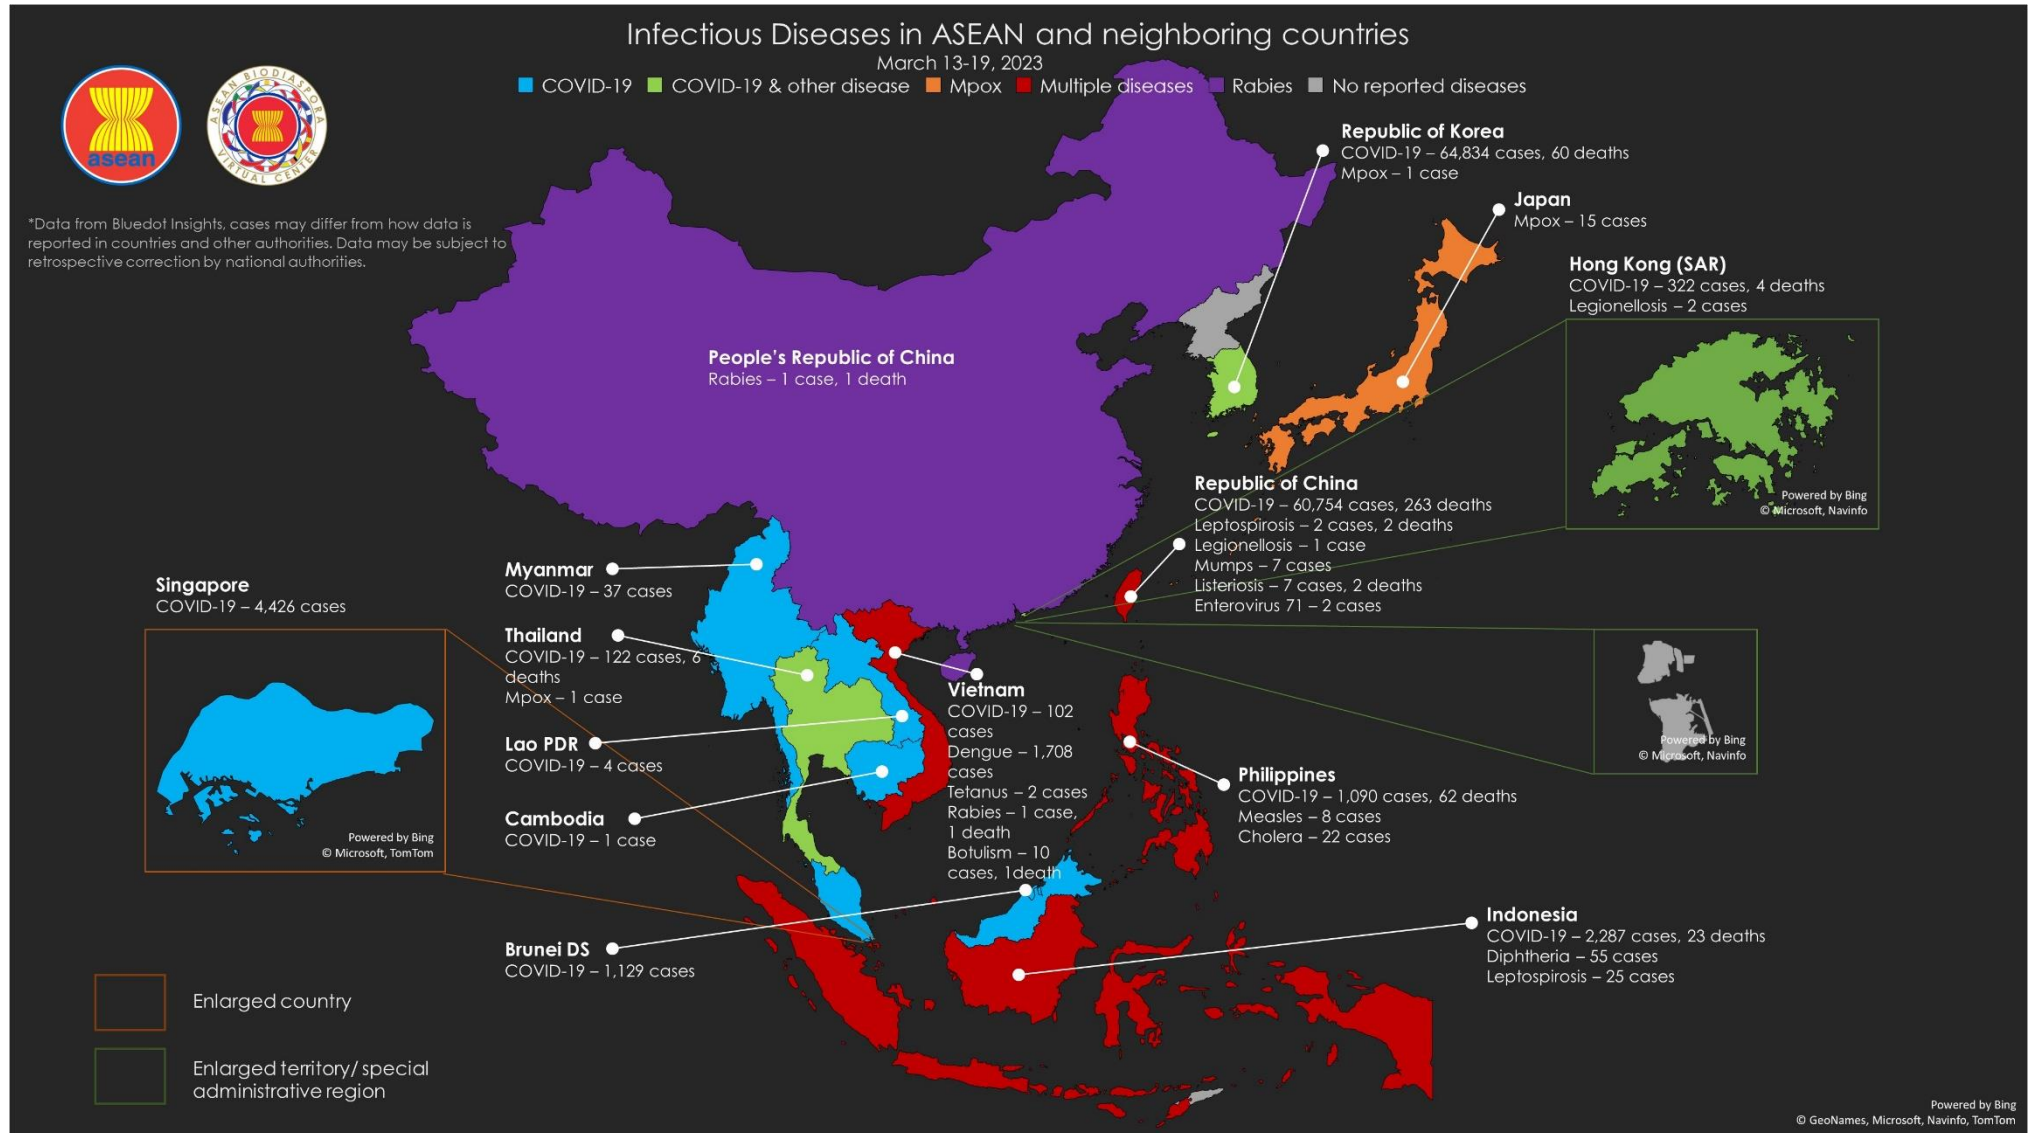 Infectious Diseases in ASEAN and neighboring countries
March 13-19, 2023
COVID-19
COVID-19 & other disease
Mpox
Multiple diseases
Rabies
No reported diseases
asean
ASEAN BIODIASPORA
VIRTUAL CENTER
*Data from Bluedot Insights, cases may differ from how data is
reported in countries and other authorities. Data may be subject to
retrospective correction by national authorities.
Republic of Korea
COVID-19 – 64,834 cases, 60 deaths
Mpox – 1 case
Japan
Mpox – 15 cases
Hong Kong (SAR)
COVID-19 – 322 cases, 4 deaths
Legionellosis – 2 cases
Powered by Bing
© Microsoft, Navinfo
People's Republic of China
Rabies – 1 case, 1 death
Republic of China
COVID-19 – 60,754 cases, 263 deaths
Leptospirosis – 2 cases, 2 deaths
Legionellosis – 1 case
Mumps – 7 cases
Listeriosis – 7 cases, 2 deaths
Enterovirus 71 – 2 cases
Myanmar
COVID-19 – 37 cases
Singapore
COVID-19 – 4,426 cases
Powered by Bing
© Microsoft, TomTom
Thailand
COVID-19 – 122 cases, 6
deaths
Mpox – 1 case
Lao PDR
COVID-19 – 4 cases
Cambodia
COVID-19 – 1 case
Vietnam
COVID-19 – 102
cases
Dengue – 1,708
cases
Tetanus – 2 cases
Rabies – 1 case,
1 death
Botulism – 10
cases, 1death
Powered by Bing
© Microsoft, Navinfo
Philippines
COVID-19 – 1,090 cases, 62 deaths
Measles – 8 cases
Cholera – 22 cases
Brunei DS
COVID-19 – 1,129 cases
Indonesia
COVID-19 – 2,287 cases, 23 deaths
Diphtheria – 55 cases
Leptospirosis – 25 cases
Enlarged country
Enlarged territory/ special
administrative region
Powered by Bing
© GeoNames, Microsoft, Navinfo, TomTom